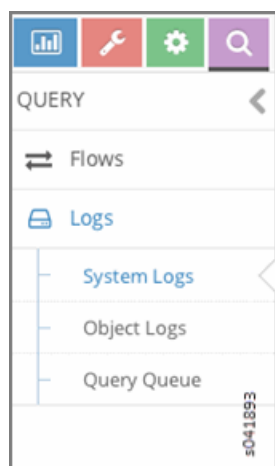 QUERY
Flows
Logs
System Logs
Object Logs
Query Queue
s041893